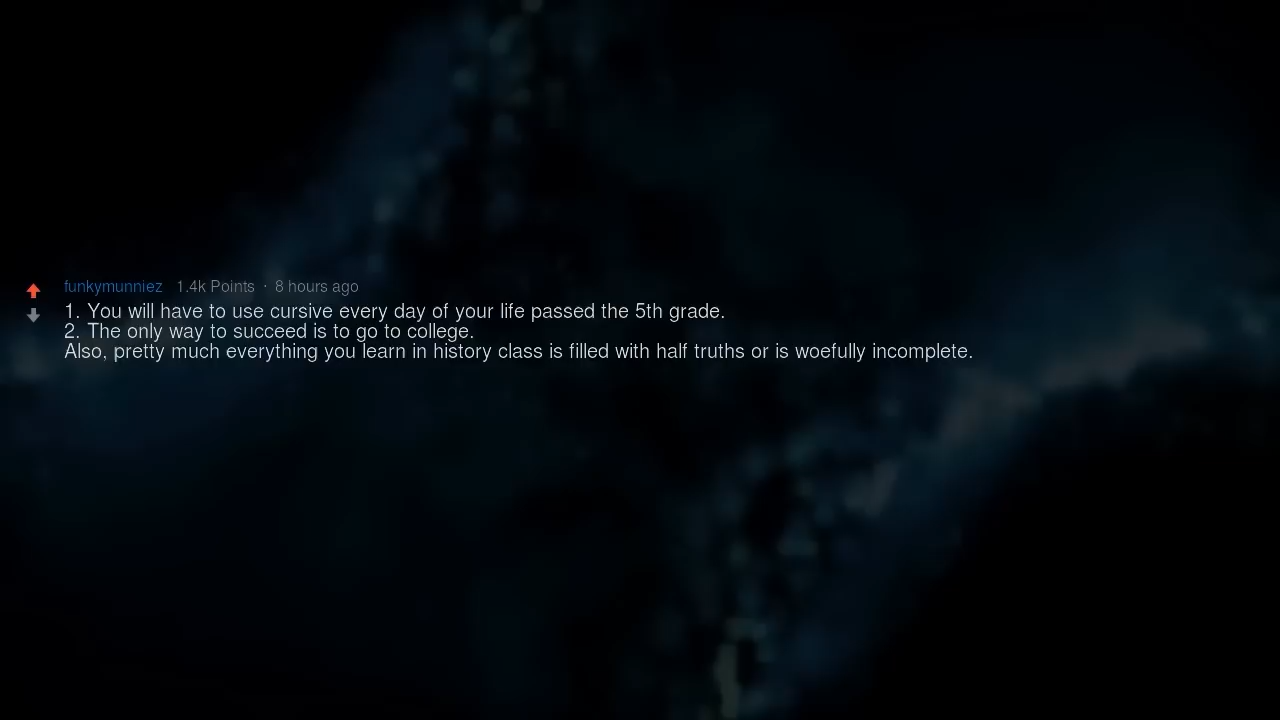 funkymunniez 1.4k Points · 8 hours ago
1. You will have to use cursive every day of your life passed the 5th grade.
2. The only way to succeed is to go to college.
Also, pretty much everything you learn in history class is filled with half truths or is woefully incomplete.